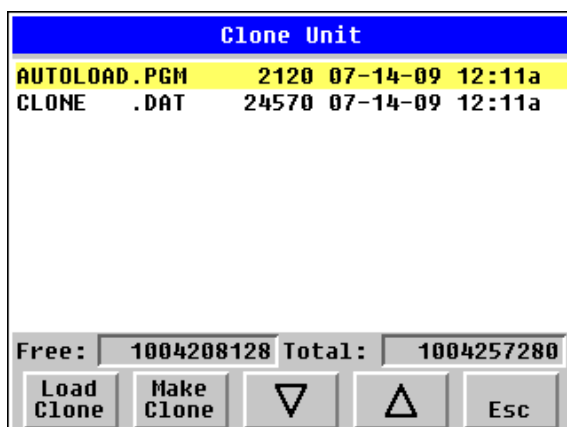 Clone Unit
AUTOLOAD.PGM 2120 07-14-09 12:11a
CLONE .DAT 24570 07-14-09 12:11a
Free: 1004208128 Total: 1004257280
Load Clone Make Clone Esc